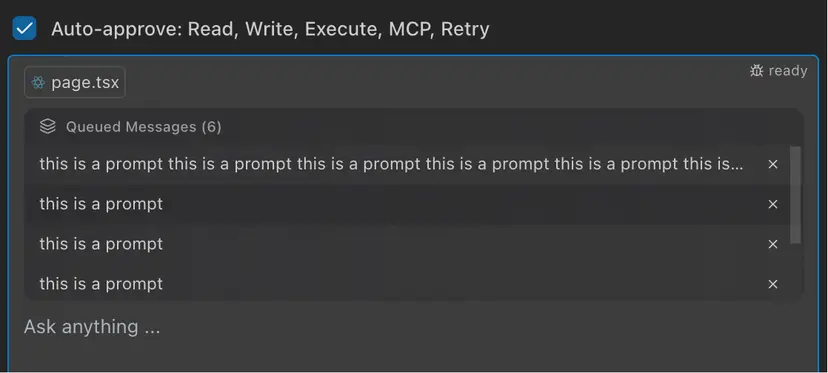 Auto-approve: Read, Write, Execute, MCP, Retry
page.tsx
ready
Queued Messages (6)
this is a prompt this is a prompt this is a prompt this is a prompt this is a prompt this is...
this is a prompt
this is a prompt
this is a prompt
Ask anything ...